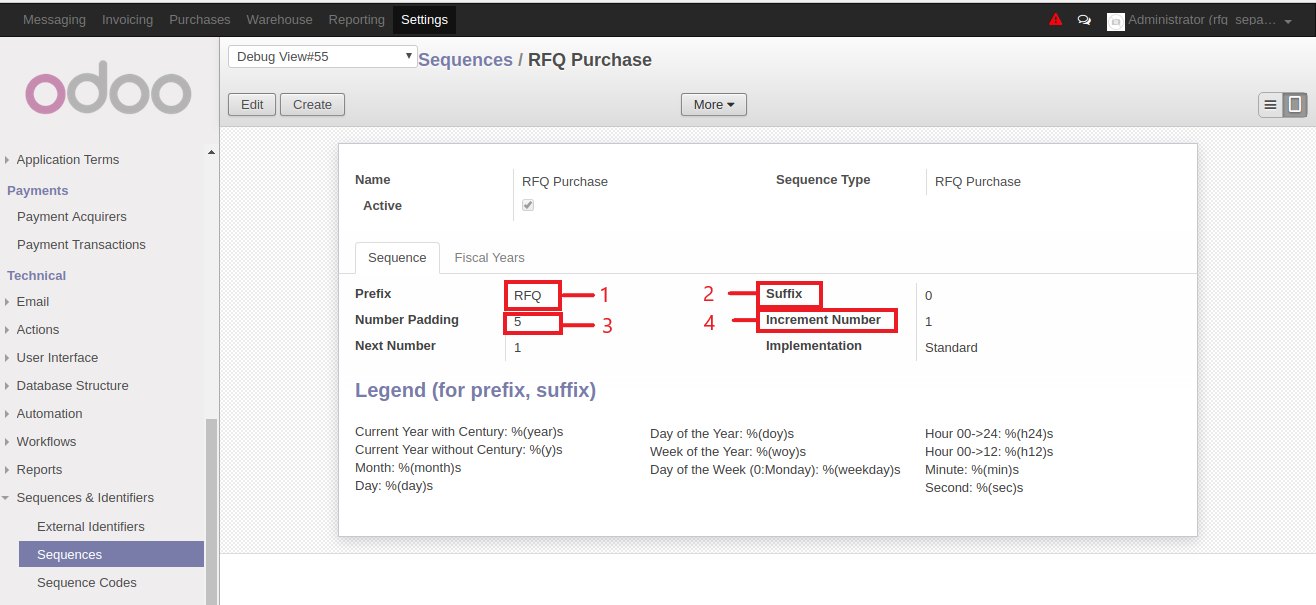 Messaging Invoicing Purchases Warehouse Reporting Settings Administrator (rfq_sepa...
Debug View#55 Sequences / RFQ Purchase
odoo
Edit Create More
Application Terms
Payments
Payment Acquirers
Payment Transactions
Technical
Email
Actions
User Interface
Database Structure
Automation
Workflows
Reports
Sequences & Identifiers
External Identifiers
Sequences
Sequence Codes
Name RFQ Purchase Sequence Type RFQ Purchase
Active
Sequence Fiscal Years
Prefix RFQ 1 2 Suffix 0
Number Padding 5 3 4 Increment Number 1
Next Number 1 Implementation Standard
Legend (for prefix, suffix)
Current Year with Century: %(year)s
Current Year without Century: %(y)s
Month: %(month)s
Day: %(day)s
Day of the Year: %(doy)s
Week of the Year: %(woy)s
Day of the Week (0:Monday): %(weekday)s
Hour 00->24: %(h24)s
Hour 00->12: %(h12)s
Minute: %(min)s
Second: %(sec)s